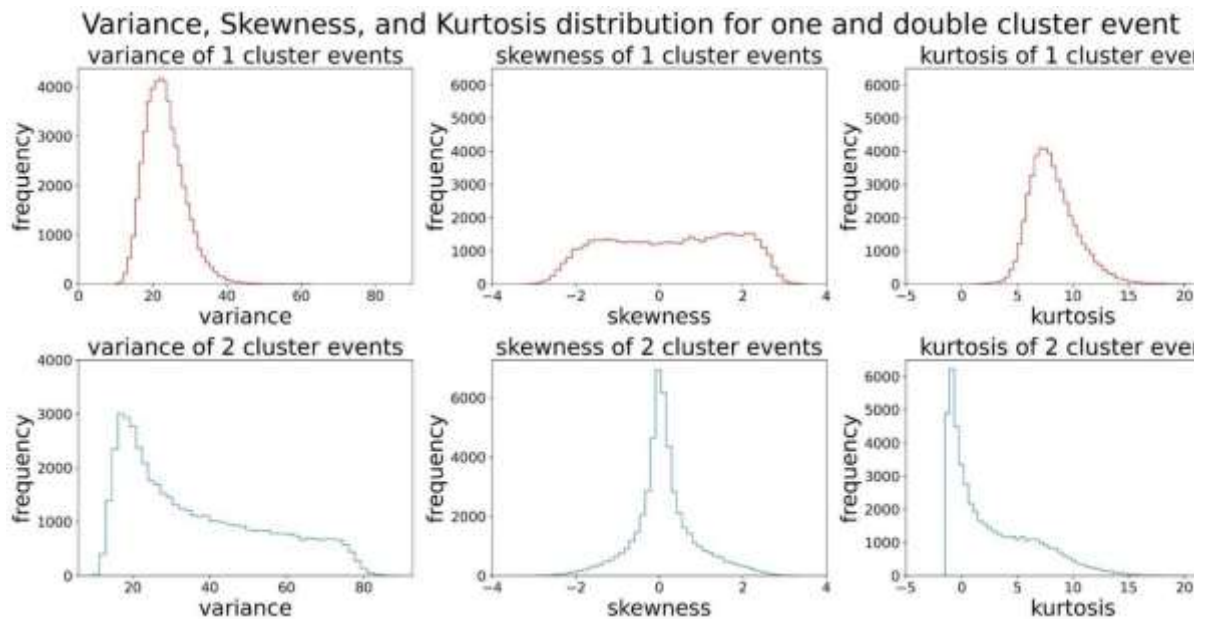 Variance, Skewness, and Kurtosis distribution for one and double cluster event
variance of 1 cluster events
skewness of 1 cluster events
kurtosis of 1 cluster eve
frequency
4000
3000
2000
1000
0
0 20 40 60 80
variance
frequency
6000
5000
4000
3000
2000
1000
0
−4 −2 0 2 4
skewness
frequency
6000
5000
4000
3000
2000
1000
0
−5 0 5 10 15 20
kurtosis
variance of 2 cluster events
skewness of 2 cluster events
kurtosis of 2 cluster eve
frequency
4000
3000
2000
1000
0
20 40 60 80
variance
frequency
6000
4000
2000
0
−4 −2 0 2 4
skewness
frequency
6000
5000
4000
3000
2000
1000
0
−5 0 5 10 15 20
kurtosis